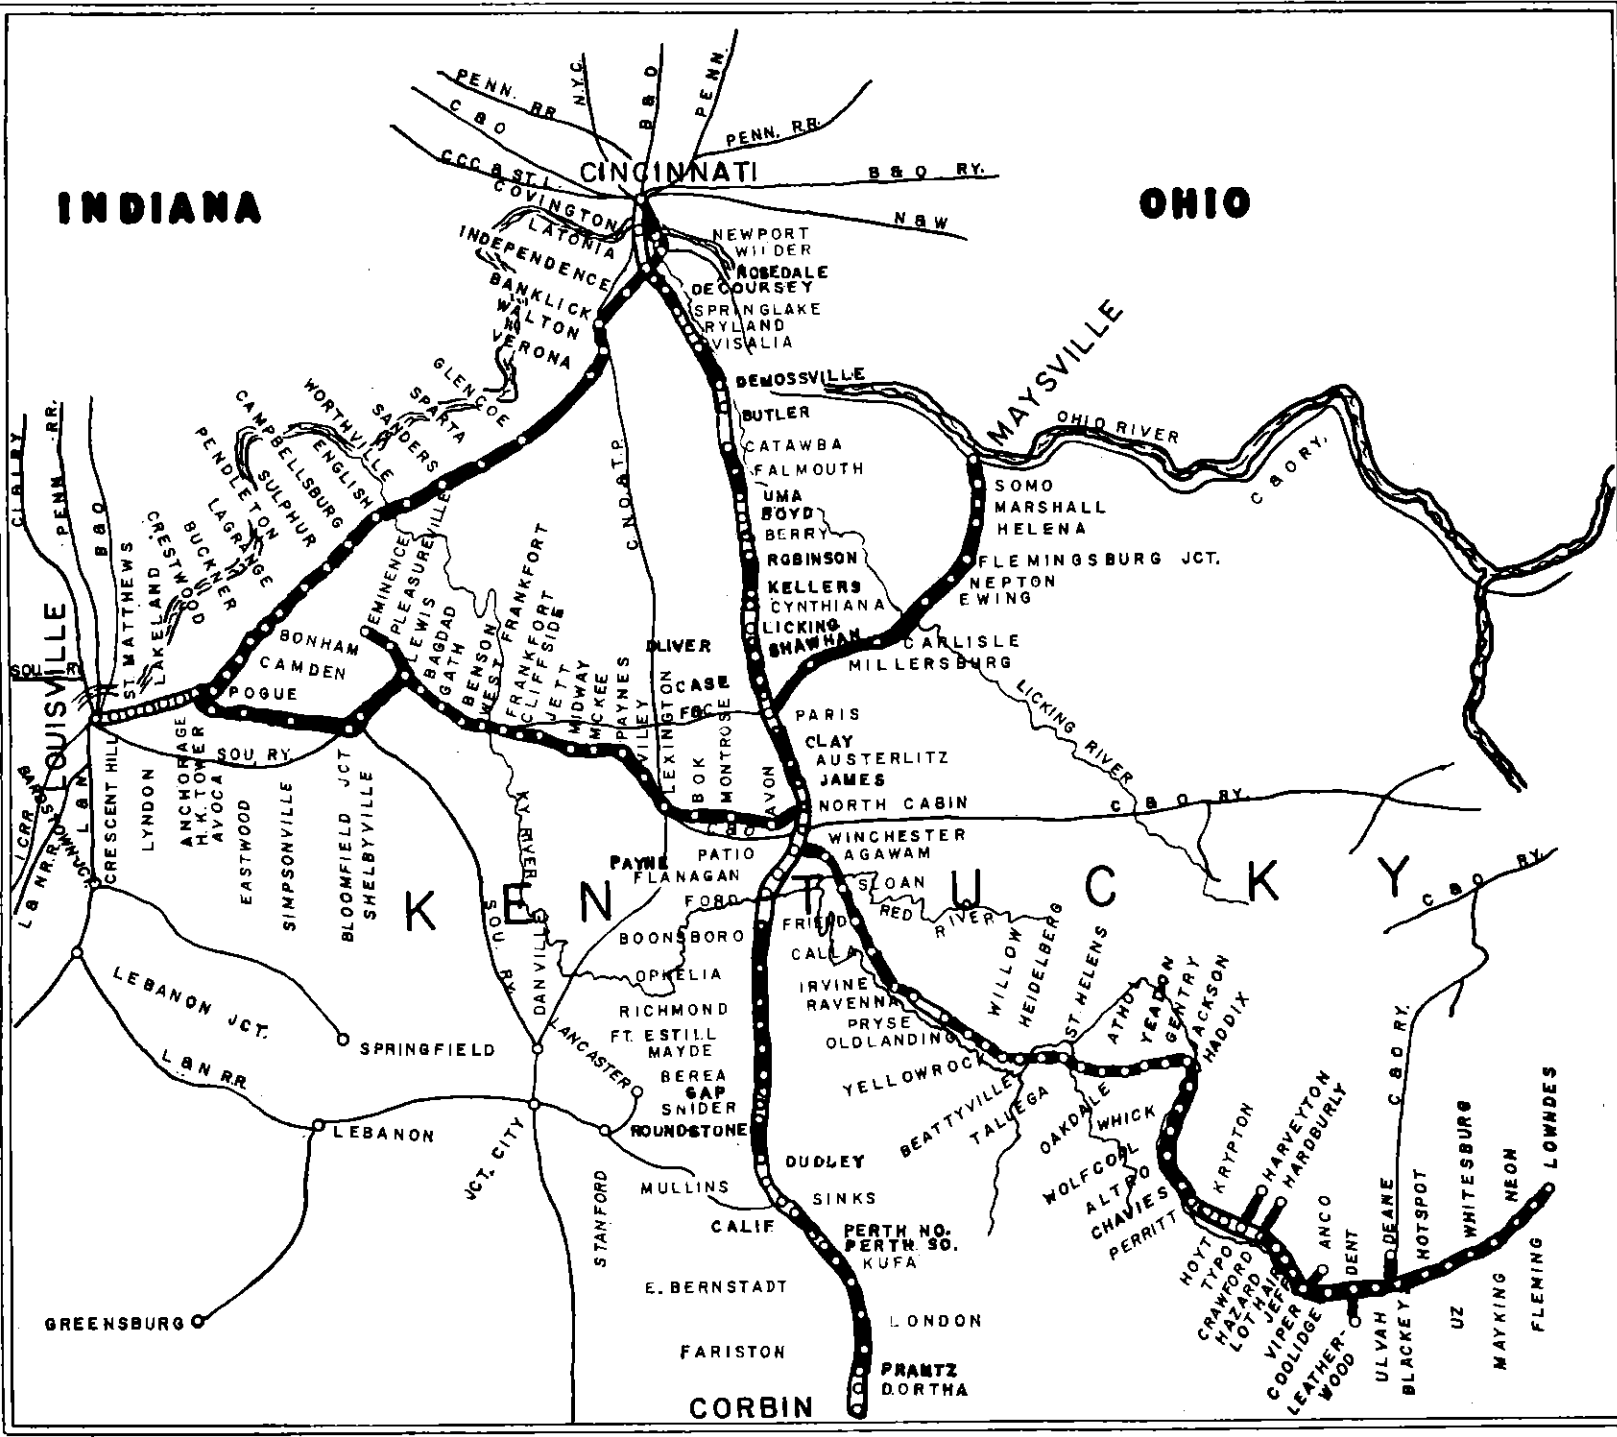 PENN. RR
C & O
CCC & ST. L.
N.Y.C.
B & O
PENN.
PENN. RR.
CINCINNATI
B & O RY.
N & W
INDIANA
OHIO
COVINGTON
LATONIA
INDEPENDENCE
BANKLICK
WALTON
VERONA
GLENCOE
SPARTA
SANDERS
WORTHVILLE
ENGLISH
CAMPBELLSBURG
SULPHUR
PENDLETON
LAGRANGE
BUCKNER
CRESTWOOD
NEWPORT
WILDER
ROSEDALE
DECOURSEY
SPRINGLAKE
RYLAND
VISALIA
DEMOSSVILLE
BUTLER
CATAWBA
FALMOUTH
UMA
BOYD
BERRY
ROBINSON
KELLERS
CYNTHIANA
LICKING
SHAWHAN
MAYSVILLE
OHIO RIVER
C & O RY.
SOMO
MARSHALL
HELENA
FLEMINGSBURG JCT.
NEPTON
EWING
CARLISLE
MILLERSBURG
LICKING RIVER
C.I.&L.RY
PENN. RR.
B & O
SOU. RY.
LOUISVILLE
ST. MATTHEWS
LAKELAND
BONHAM
CAMDEN
POGUE
EMINENCE
PLEASUREVILLE
LEWIS
BAGDAD
GATH
BENSON
WEST FRANKFORT
FRANKFORT
CLIFFSIDE
JETT
MIDWAY
MCKEE
PAYNES
C.N.O.&T.P.
OLIVER
CASE
F&C
VILEY
LEXINGTON
BOK
MONTROSE
AVON
PARIS
CLAY
AUSTERLITZ
JAMES
NORTH CABIN
C & O RY.
C & O
WINCHESTER
AGAWAM
SLOAN
SOU. RY
I C RR
L & N
L & N R.R.
CRESCENT HILL
LYNDON
ANCHORAGE
H.K. TOWER
AVOCA
EASTWOOD
SIMPSONVILLE
BLOOMFIELD JCT
SHELBYVILLE
KY RIVER
KENTUCKY
PATIO
PAYNE
FLANAGAN
FORD
BOONSBORO
OPHELIA
RICHMOND
FT. ESTILL
MAYDE
BEREA
GAP
SNIDER
ROUNDSTONE
DUDLEY
MULLINS
SINKS
CALIF.
PERTH NO.
PERTH SO.
KUFA
E. BERNSTADT
LONDON
FARISTON
PRANTZ
DORTHA
CORBIN
RED RIVER
FRIEND
CALLA
IRVINE
RAVENNA
PRYSE
OLDLANDING
YELLOWROCK
WILLOW
HEIDELBERG
BEATTYVILLE
TALLEGA
ST. HELENS
OAKDALE
ATHOL
YEADON
GENTRY
JACKSON
HADDIX
WHICK
WOLFCOAL
ALTRO
CHAVIES
PERRITT
KRYPTON
HARVEYTON
HARDBURLY
HOYT
TYPO
CRAWFORD
HAZARD
LOTHAIR
JEFF
VIPER
COOLIDGE
ANCO
LEATHER-
WOOD
DENT
ULVAH
DEANE
BLACKEY
HOTSPOT
UZ
WHITESBURG
MAYKING
NEON
FLEMING
LOWNDES
C & O RY.
C & O RY.
SOU. RY.
DANVILLE
LANCASTER
LEBANON JCT.
SPRINGFIELD
L & N RR
LEBANON
JCT. CITY
STANFORD
GREENSBURG